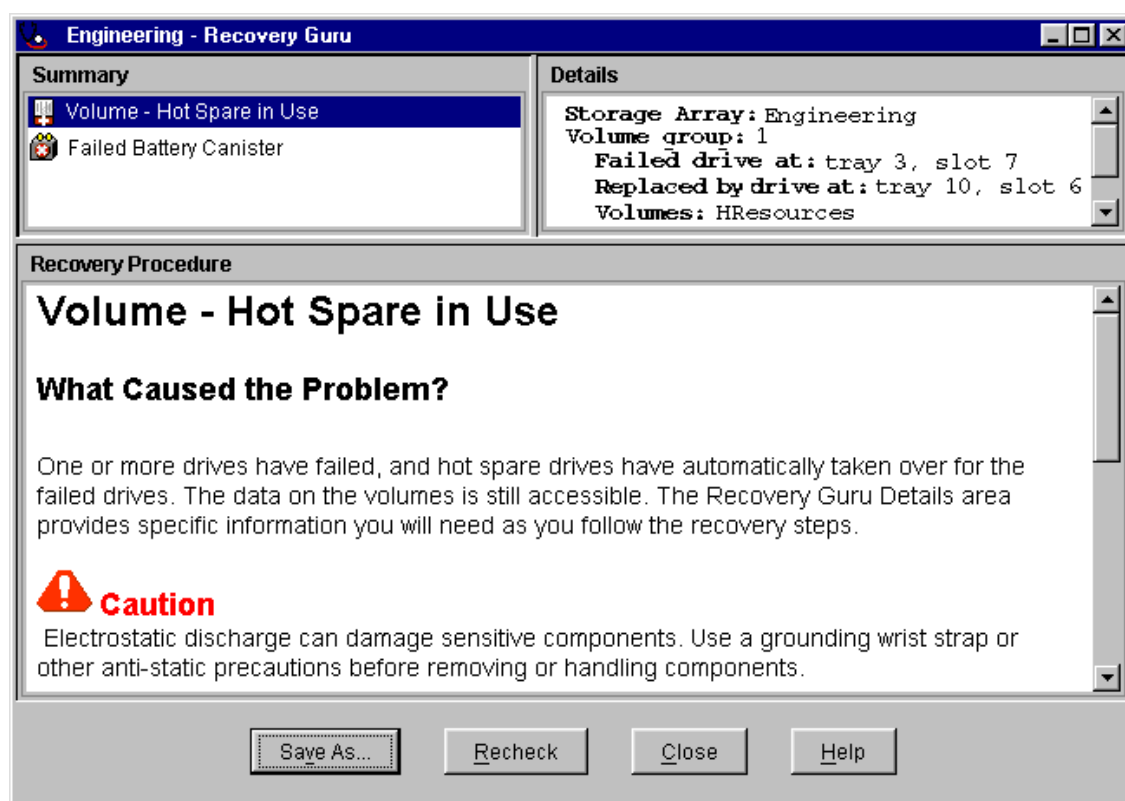 Engineering - Recovery Guru
Summary
Volume - Hot Spare in Use
Failed Battery Canister
Details
Storage Array: Engineering
Volume group: 1
Failed drive at: tray 3, slot 7
Replaced by drive at: tray 10, slot 6
Volumes: HResources
Recovery Procedure
Volume - Hot Spare in Use
What Caused the Problem?
One or more drives have failed, and hot spare drives have automatically taken over for the
failed drives. The data on the volumes is still accessible. The Recovery Guru Details area
provides specific information you will need as you follow the recovery steps.
Caution
Electrostatic discharge can damage sensitive components. Use a grounding wrist strap or
other anti-static precautions before removing or handling components.
Save As... Recheck Close Help